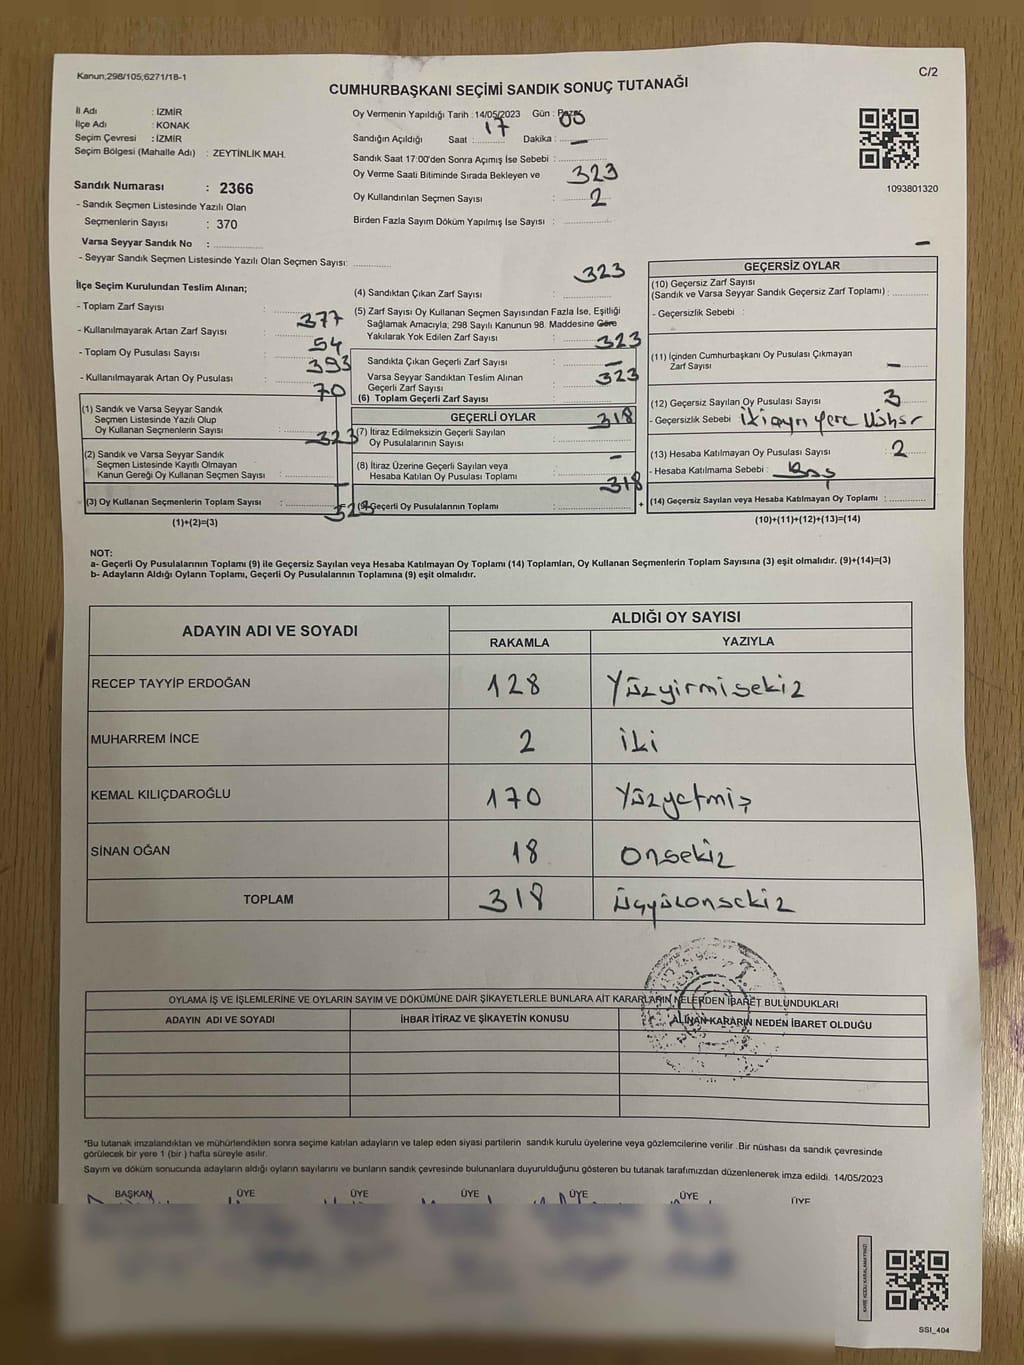 Kanun;298/105;6271/18-1
C/2
CUMHURBAŞKANI SEÇİMİ SANDIK SONUÇ TUTANAĞI
İl Adı : İZMİR
İlçe Adı : KONAK
Seçim Çevresi : İZMİR
Seçim Bölgesi (Mahalle Adı) : ZEYTİNLİK MAH.
Sandık Numarası : 2366
- Sandık Seçmen Listesinde Yazılı Olan
Seçmenlerin Sayısı : 370
Varsa Seyyar Sandık No :
- Seyyar Sandık Seçmen Listesinde Yazılı Olan Seçmen Sayısı:
Oy Vermenin Yapıldığı Tarih : 14/05/2023 Gün : Pazar
Sandığın Açıldığı Saat : 17 Dakika : 00
Sandık Saat 17:00'den Sonra Açımış İse Sebebi : —
Oy Verme Saati Bitiminde Sırada Bekleyen ve
Oy Kullandırılan Seçmen Sayısı : 323
Birden Fazla Sayım Döküm Yapılmış İse Sayısı : 2
1093801320
İlçe Seçim Kurulundan Teslim Alınan;
- Toplam Zarf Sayısı : 377
- Kullanılmayarak Artan Zarf Sayısı : 54
- Toplam Oy Pusulası Sayısı : 393
- Kullanılmayarak Artan Oy Pusulası : 70
(1) Sandık ve Varsa Seyyar Sandık
Seçmen Listesinde Yazılı Olup
Oy Kullanan Seçmenlerin Sayısı : 323
(2) Sandık ve Varsa Seyyar Sandık
Seçmen Listesinde Kayıtlı Olmayan
Kanun Gereği Oy Kullanan Seçmen Sayısı : —
(3) Oy Kullanan Seçmenlerin Toplam Sayısı : 323
(1)+(2)=(3)
(4) Sandıktan Çıkan Zarf Sayısı : 323
(5) Zarf Sayısı Oy Kullanan Seçmen Sayısından Fazla İse, Eşitliği
Sağlamak Amacıyla; 298 Sayılı Kanunun 98. Maddesine Göre
Yakılarak Yok Edilen Zarf Sayısı :
Sandıkta Çıkan Geçerli Zarf Sayısı : 323
Varsa Seyyar Sandıktan Teslim Alınan
Geçerli Zarf Sayısı : —
(6) Toplam Geçerli Zarf Sayısı : 323
GEÇERLİ OYLAR
(7) İtiraz Edilmeksizin Geçerli Sayılan
Oy Pusulalarının Sayısı : 318
(8) İtiraz Üzerine Geçerli Sayılan veya
Hesaba Katılan Oy Pusulası Toplamı : —
(9) Geçerli Oy Pusulalarının Toplamı : 318
+
—
GEÇERSİZ OYLAR
(10) Geçersiz Zarf Sayısı
(Sandık ve Varsa Seyyar Sandık Geçersiz Zarf Toplamı) :
- Geçersizlik Sebebi :
(11) İçinden Cumhurbaşkanı Oy Pusulası Çıkmayan
Zarf Sayısı : —
(12) Geçersiz Sayılan Oy Pusulası Sayısı : 3
- Geçersizlik Sebebi : İki ayrı yere
(13) Hesaba Katılmayan Oy Pusulası Sayısı : 2
- Hesaba Katılmama Sebebi : Boş
(14) Geçersiz Sayılan veya Hesaba Katılmayan Oy Toplamı :
(10)+(11)+(12)+(13)=(14)
NOT:
a- Geçerli Oy Pusulalarının Toplamı (9) ile Geçersiz Sayılan veya Hesaba Katılmayan Oy Toplamı (14) Toplamları, Oy Kullanan Seçmenlerin Toplam Sayısına (3) eşit olmalıdır. (9)+(14)=(3)
b- Adayların Aldığı Oyların Toplamı, Geçerli Oy Pusulalarının Toplamına (9) eşit olmalıdır.
ADAYIN ADI VE SOYADI
ALDIĞI OY SAYISI
RAKAMLA YAZIYLA
RECEP TAYYİP ERDOĞAN 128 Yüzyirmisekiz
MUHARREM İNCE 2 iki
KEMAL KILIÇDAROĞLU 170 Yüzyetmiş
SİNAN OĞAN 18 Onsekiz
TOPLAM 318 üçyüzonsekiz
OYLAMA İŞ VE İŞLEMLERİNE VE OYLARIN SAYIM VE DÖKÜMÜNE DAİR ŞİKAYETLERLE BUNLARA AİT KARARLARIN NELERDEN İBARET BULUNDUKLARI
ADAYIN ADI VE SOYADI İHBAR İTİRAZ VE ŞİKAYETİN KONUSU ALINAN KARARIN NEDEN İBARET OLDUĞU
*Bu tutanak imzalandıktan ve mühürlendikten sonra seçime katılan adayların ve talep eden siyasi partilerin sandık kurulu üyelerine veya gözlemcilerine verilir .Bir nüshası da sandık çevresinde
görülecek bir yere 1 (bir ) hafta süreyle asılır.
Sayım ve döküm sonucunda adayların aldığı oyların sayılarını ve bunların sandık çevresinde bulunanlara duyurulduğunu gösteren bu tutanak tarafımızdan düzenlenerek imza edildi. 14/05/2023
BAŞKAN ÜYE ÜYE ÜYE ÜYE ÜYE ÜYE
SSI_404